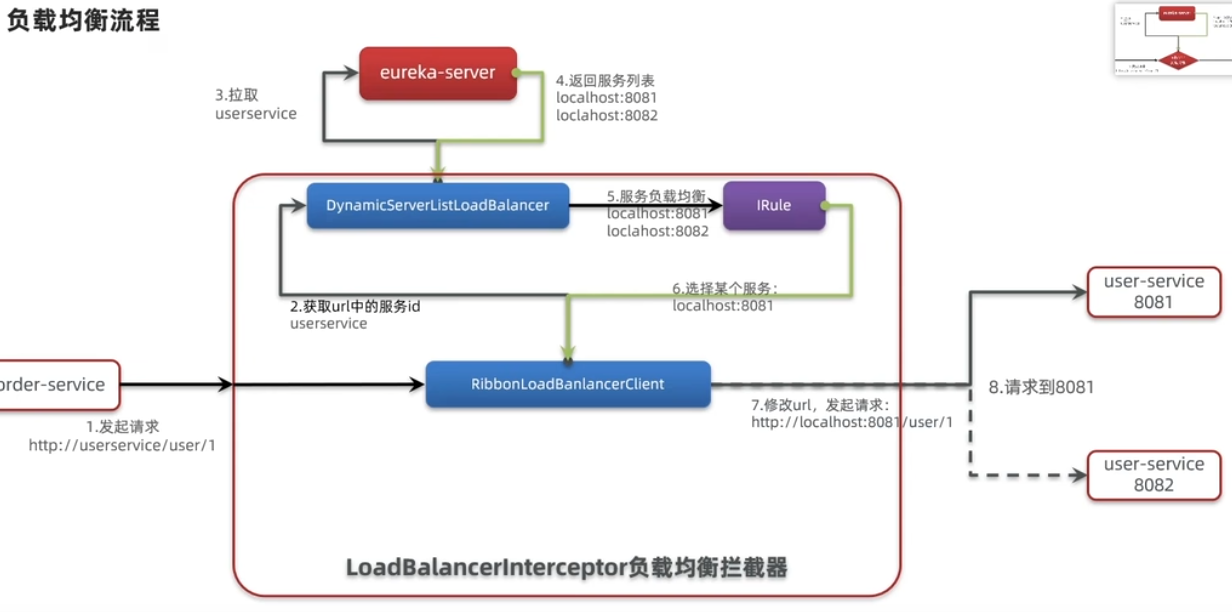 负载均衡流程
eureka-server
3.拉取
userservice
4.返回服务列表
localhost:8081
loclahost:8082
DynamicServerListLoadBalancer
5.服务负载均衡
localhost:8081
loclahost:8082
IRule
2.获取url中的服务id
userservice
6.选择某个服务：
localhost:8081
user-service
8081
order-service
1.发起请求
http://userservice/user/1
RibbonLoadBanlancerClient
7.修改url，发起请求：
http://localhost:8081/user/1
8.请求到8081
user-service
8082
LoadBalancerInterceptor负载均衡拦截器